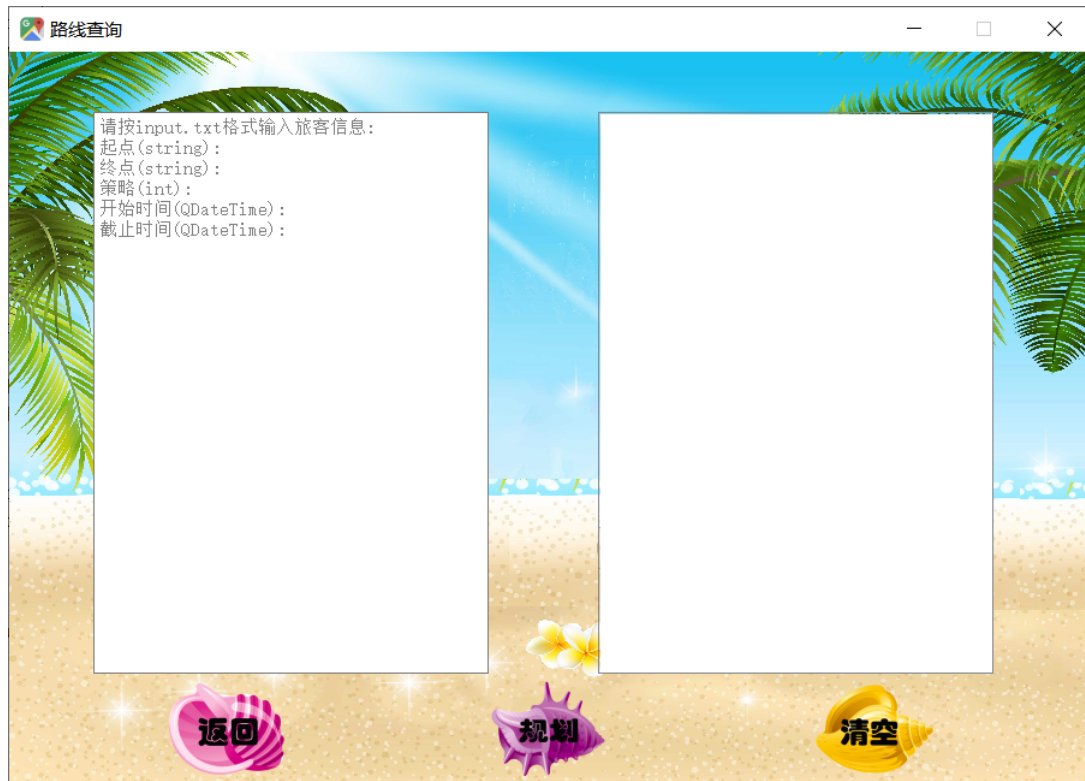 路线查询
请按input.txt格式输入旅客信息:
起点(string):
终点(string):
策略(int):
开始时间(QDateTime):
截止时间(QDateTime):
返回
规划
清空